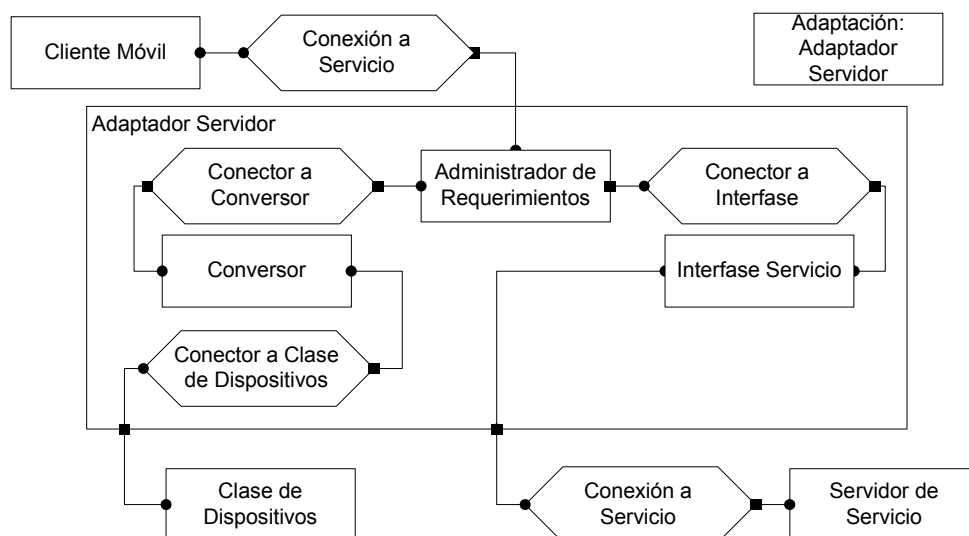 Cliente Móvil
Conexión a
Servicio
Adaptación:
Adaptador
Servidor
Adaptador Servidor
Conector a
Conversor
Administrador de
Requerimientos
Conector a
Interfase
Conversor
Interfase Servicio
Conector a Clase
de Dispositivos
Clase de
Dispositivos
Conexión a
Servicio
Servidor de
Servicio